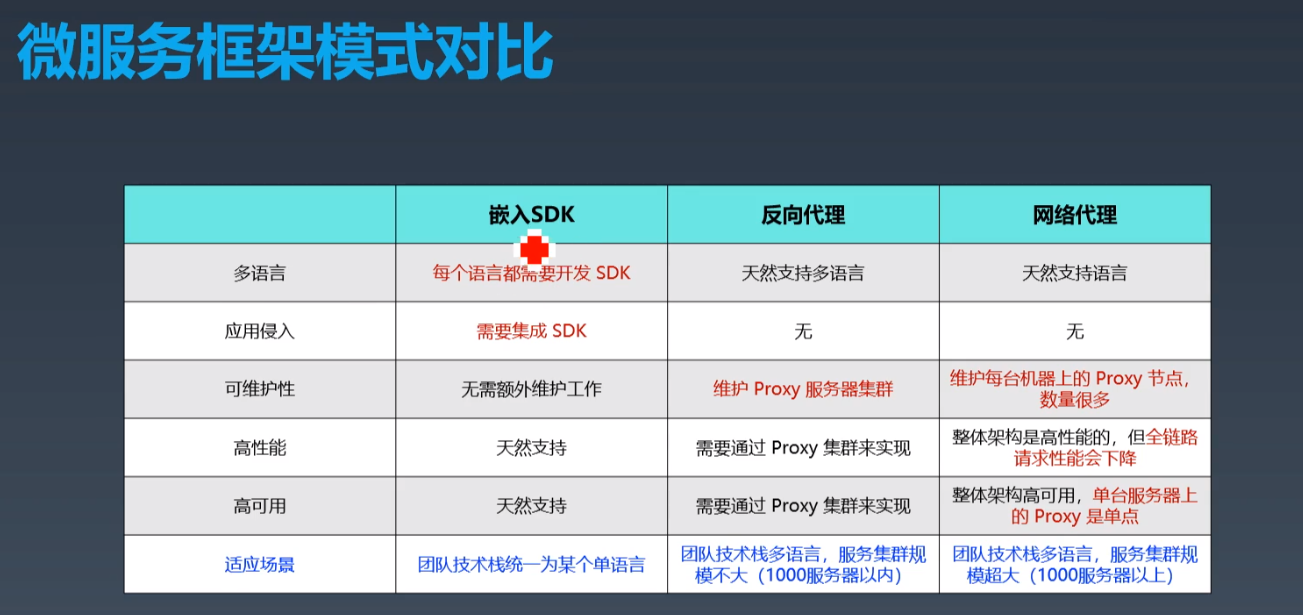 微服务框架模式对比
嵌入SDK 反向代理 网络代理
多语言 每个语言都需要开发 SDK 天然支持多语言 天然支持语言
应用侵入 需要集成 SDK 无 无
可维护性 无需额外维护工作 维护 Proxy 服务器集群 维护每台机器上的 Proxy 节点，
数量很多
高性能 天然支持 需要通过 Proxy 集群来实现 整体架构是高性能的，但全链路
请求性能会下降
高可用 天然支持 需要通过 Proxy 集群来实现 整体架构高可用，单台服务器上
的 Proxy 是单点
适应场景 团队技术栈统一为某个单语言 团队技术栈多语言，服务集群规
模不大（1000服务器以内） 团队技术栈多语言，服务集群规
模超大（1000服务器以上）